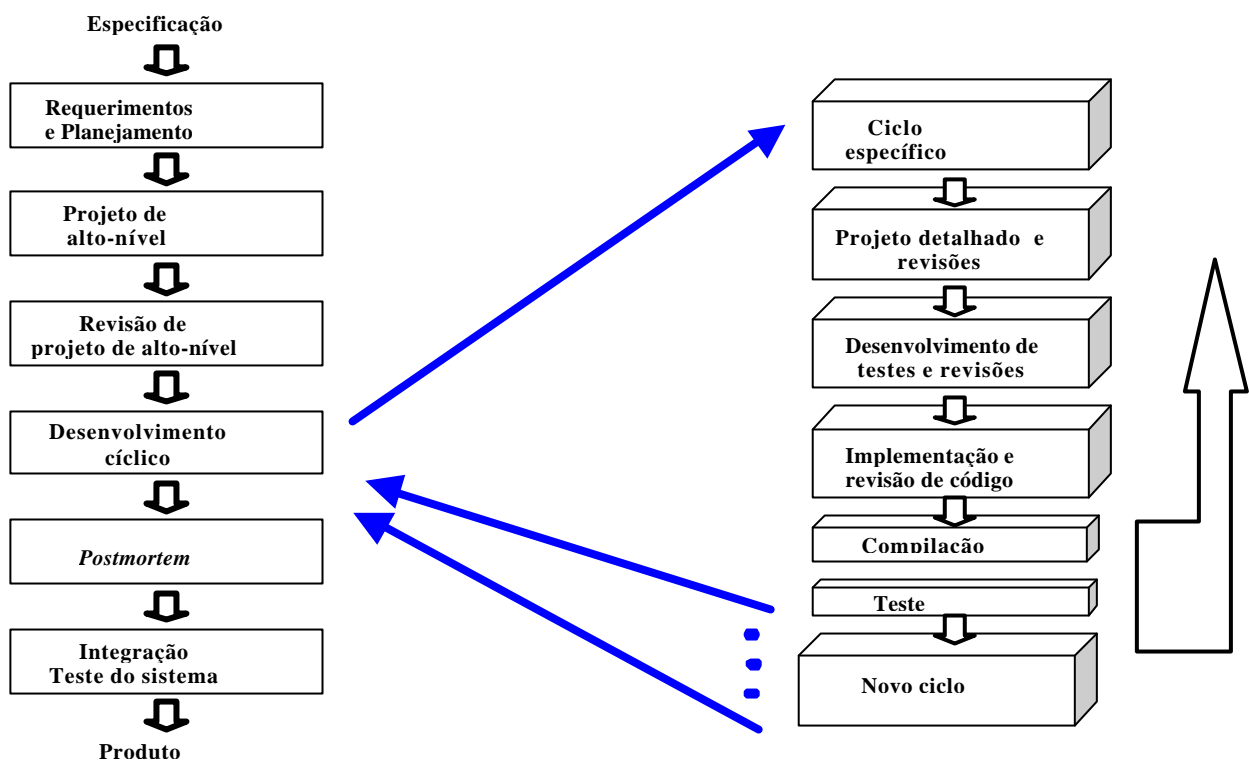 Especificação
Requerimentos
e Planejamento
Projeto de
alto-nível
Revisão de
projeto de alto-nível
Desenvolvimento
cíclico
Postmortem
Integração
Teste do sistema
Produto
Ciclo
específico
Projeto detalhado e
revisões
Desenvolvimento de
testes e revisões
Implementação e
revisão de código
Compilação
Teste
Novo ciclo